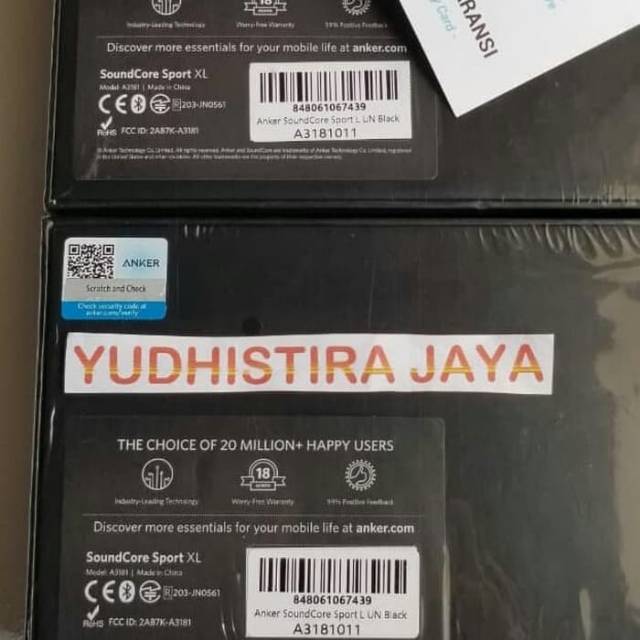 Industry-Leading Technology
Worry-Free Warranty
99% Positive Feedback
Discover more essentials for your mobile life at anker.com
SoundCore Sport XL
Model: A3181 | Made in China
CE
R 203-JN0561
RoHS
FCC ID: 2AB7K-A3181
848061067439
Anker SoundCore Sport L UN Black
A3181011
RANSI
Card
ANKER
Scratch and Check
Check security code at
anker.com/verify
YUDHISTIRA JAYA
THE CHOICE OF 20 MILLION+ HAPPY USERS
18
Industry-Leading Technology
Worry-Free Warranty
99% Positive Feedback
Discover more essentials for your mobile life at anker.com
SoundCore Sport XL
Model: A3181 | Made in China
CE
R 203-JN0561
RoHS
FCC ID: 2AB7K-A3181
848061067439
Anker SoundCore Sport L UN Black
A3181011